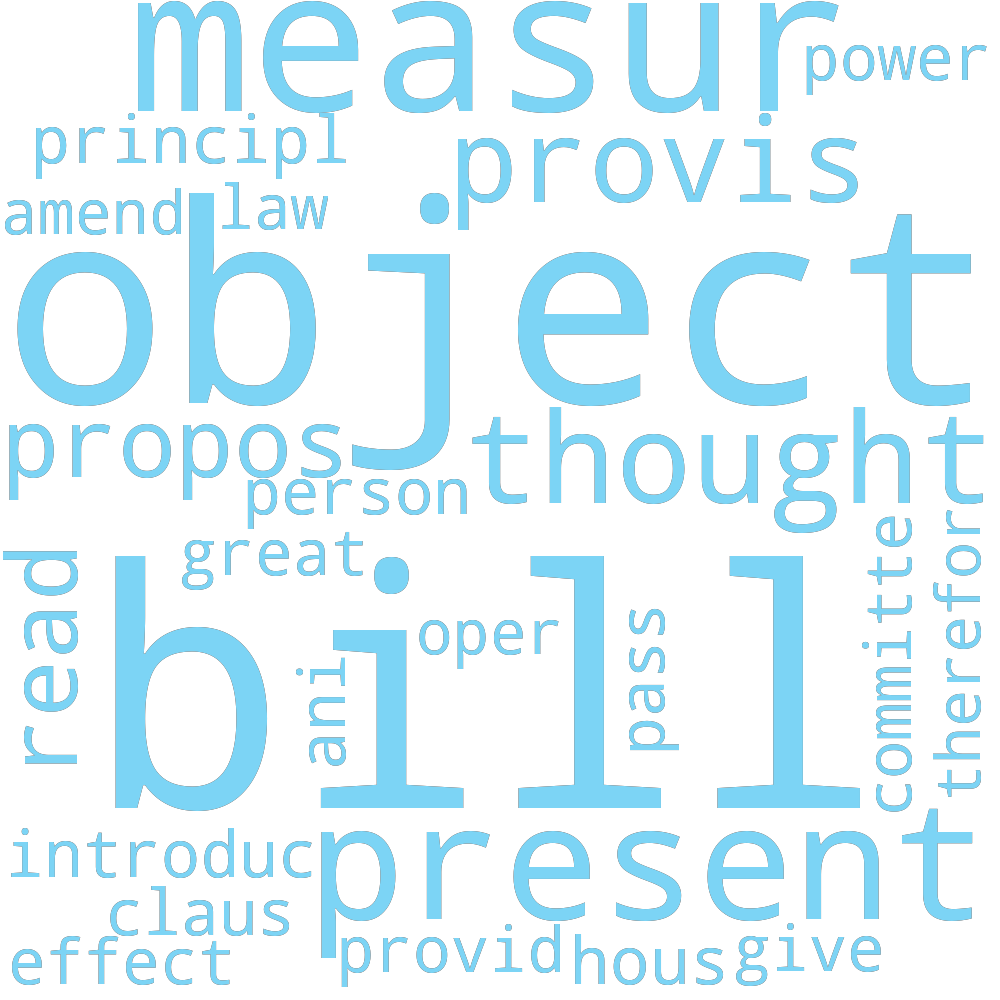 measur
power
principl
provis
amend
law
object
propos
thought
person
great
read
bill
ani
oper
pass
committe
therefor
introduc
present
claus
effect
provid
hous
give